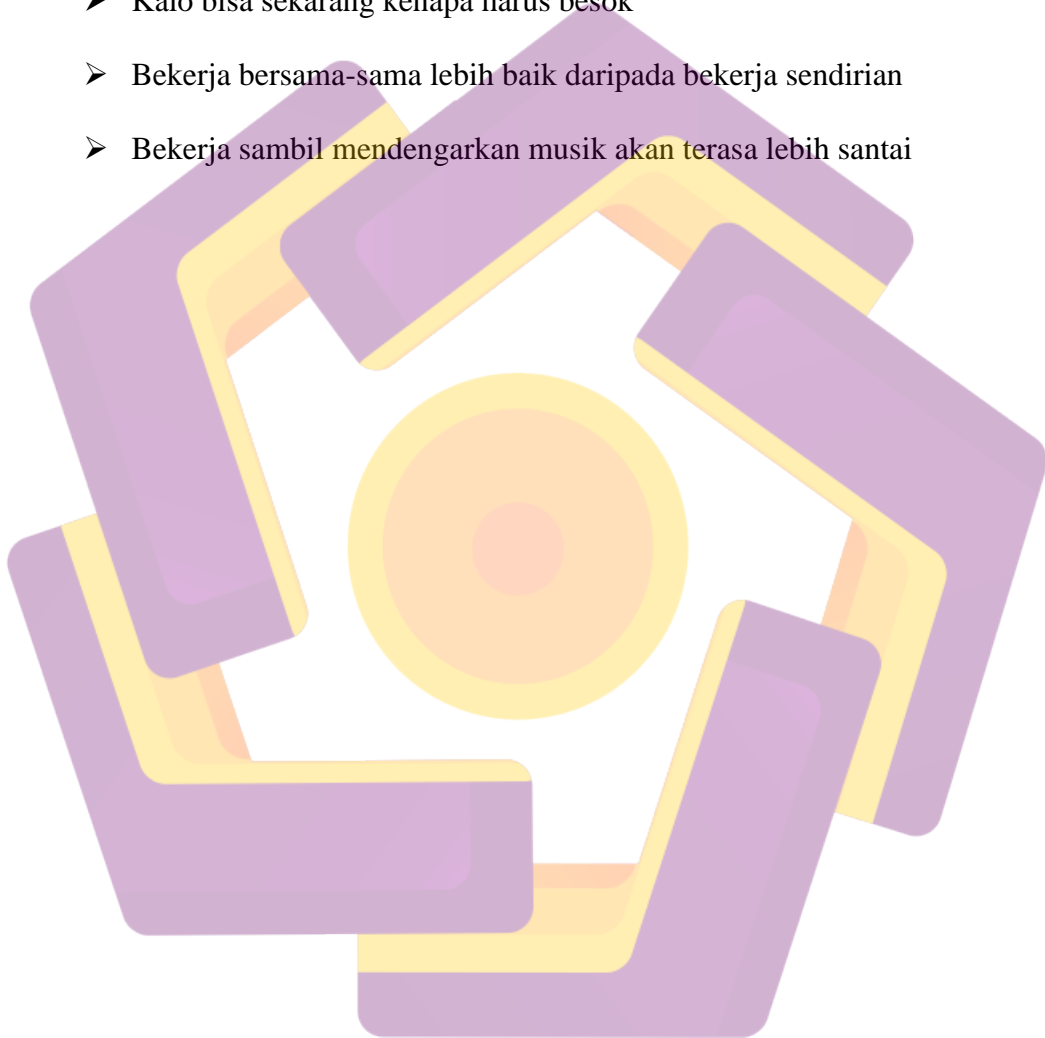 ➢ Kalo bisa sekarang kenapa harus besok
➢ Bekerja bersama-sama lebih baik daripada bekerja sendirian
➢ Bekerja sambil mendengarkan musik akan terasa lebih santai